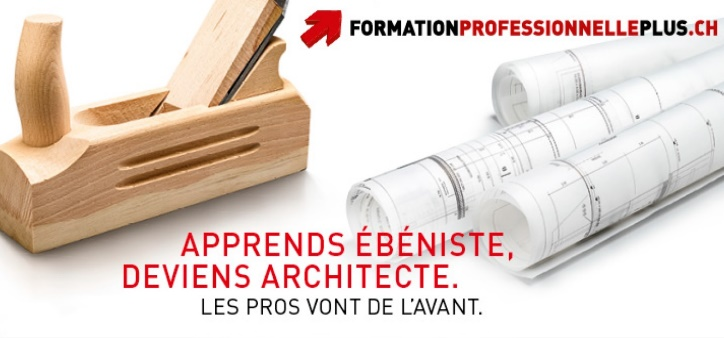 FORMATIONPROFESSIONNELLEPLUS.CH
APPRENDS ÉBÉNISTE,
DEVIENS ARCHITECTE.
LES PROS VONT DE L'AVANT.